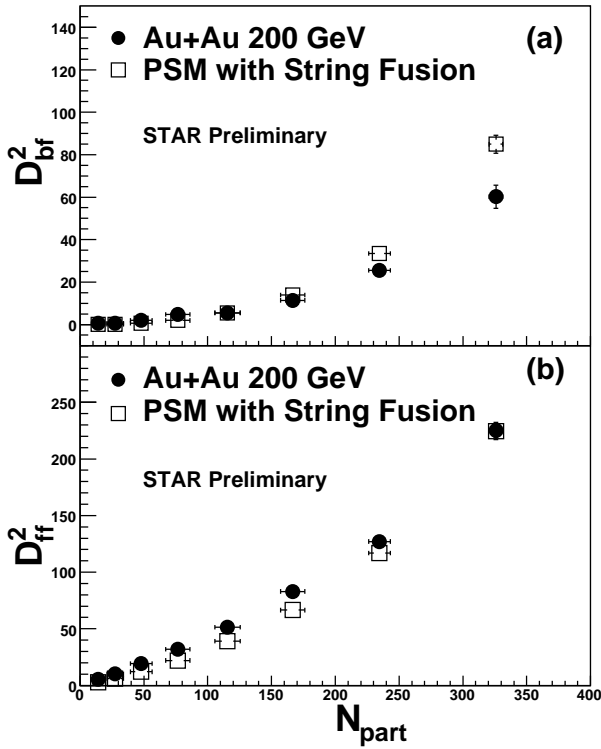 140
120
100
80
60
40
20
0
D²bf
Au+Au 200 GeV
PSM with String Fusion
STAR Preliminary
(a)
250
200
150
100
50
0
D²ff
Au+Au 200 GeV
PSM with String Fusion
STAR Preliminary
(b)
0 50 100 150 200 250 300 350 400
Npart